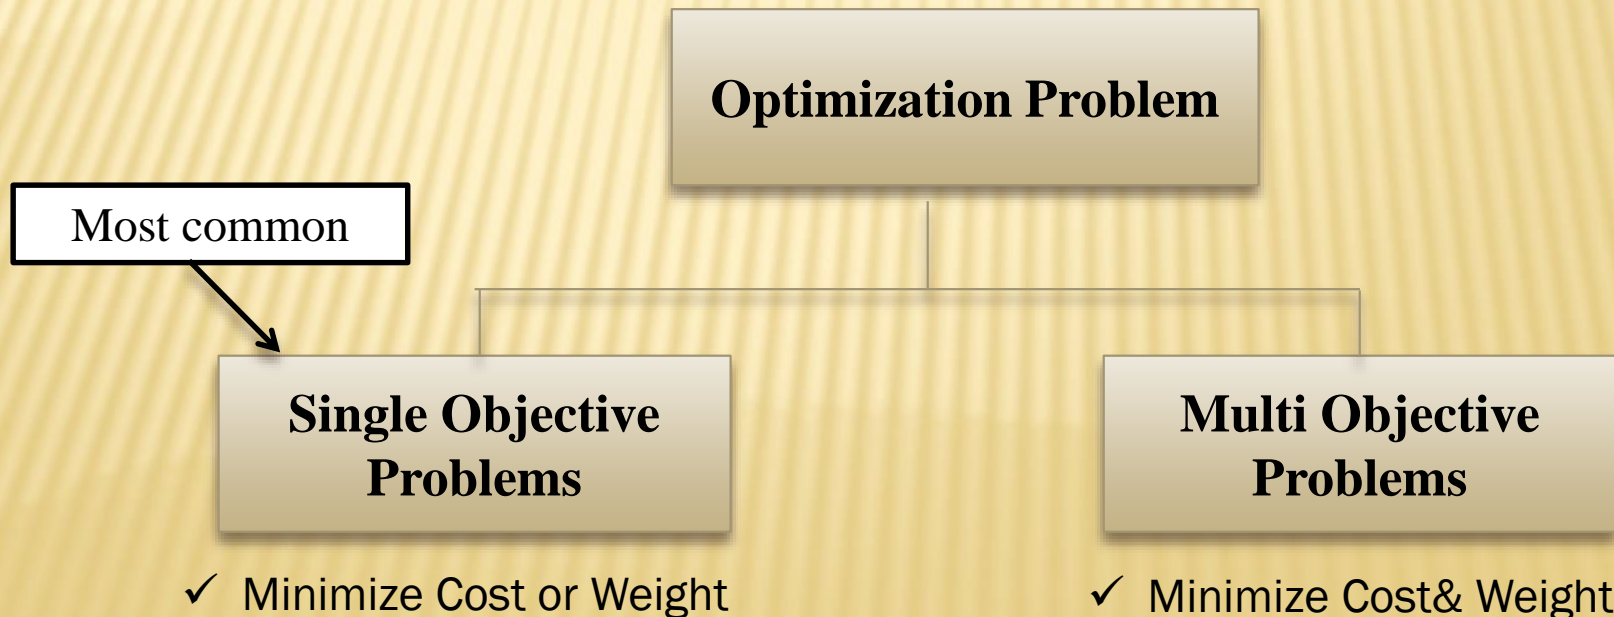 Optimization Problem
Most common
Single Objective
Problems
Multi Objective
Problems
✓ Minimize Cost or Weight
✓ Minimize Cost& Weight